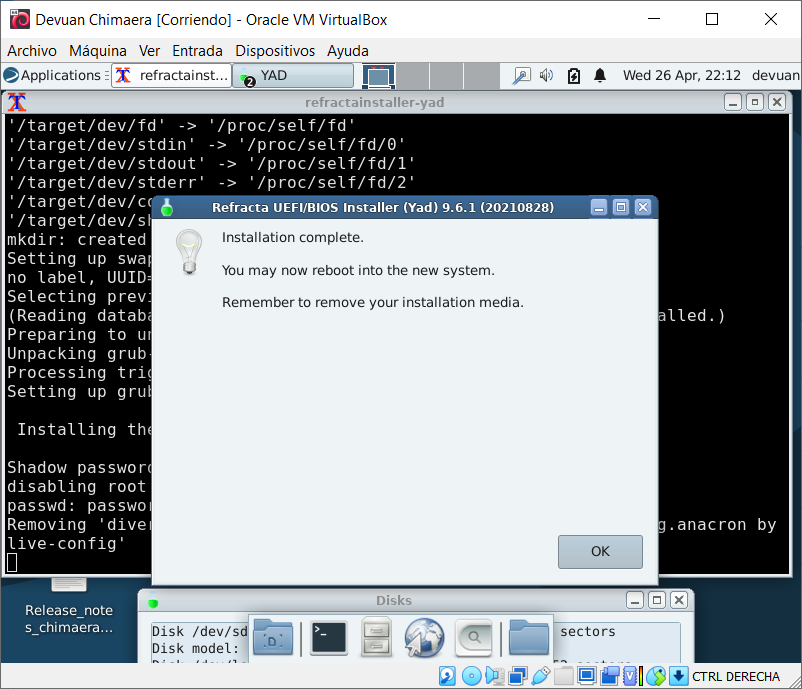 Devuan Chimaera [Corriendo] - Oracle VM VirtualBox
Archivo Máquina Ver Entrada Dispositivos Ayuda
Applications refractainst... 2 YAD Wed 26 Apr, 22:12 devuan
refractainstaller-yad
'/target/dev/fd' -> '/proc/self/fd'
'/target/dev/stdin' -> '/proc/self/fd/0'
'/target/dev/stdout' -> '/proc/self/fd/1'
'/target/dev/stderr' -> '/proc/self/fd/2'
'/target/dev/co
'/target/dev/sh
mkdir: created
Setting up swap
no label, UUID=
Selecting previ
(Reading databa alled.)
Preparing to un
Unpacking grub-
Processing trig
Setting up grub
Installing the
Shadow password
disabling root
passwd: passwor
Removing 'diver g.anacron by
live-config'
Refracta UEFI/BIOS Installer (Yad) 9.6.1 (20210828)
Installation complete.
You may now reboot into the new system.
Remember to remove your installation media.
OK
Release_note
s_chimaera...
Disks
Disk /dev/sd sectors
Disk model:
CTRL DERECHA